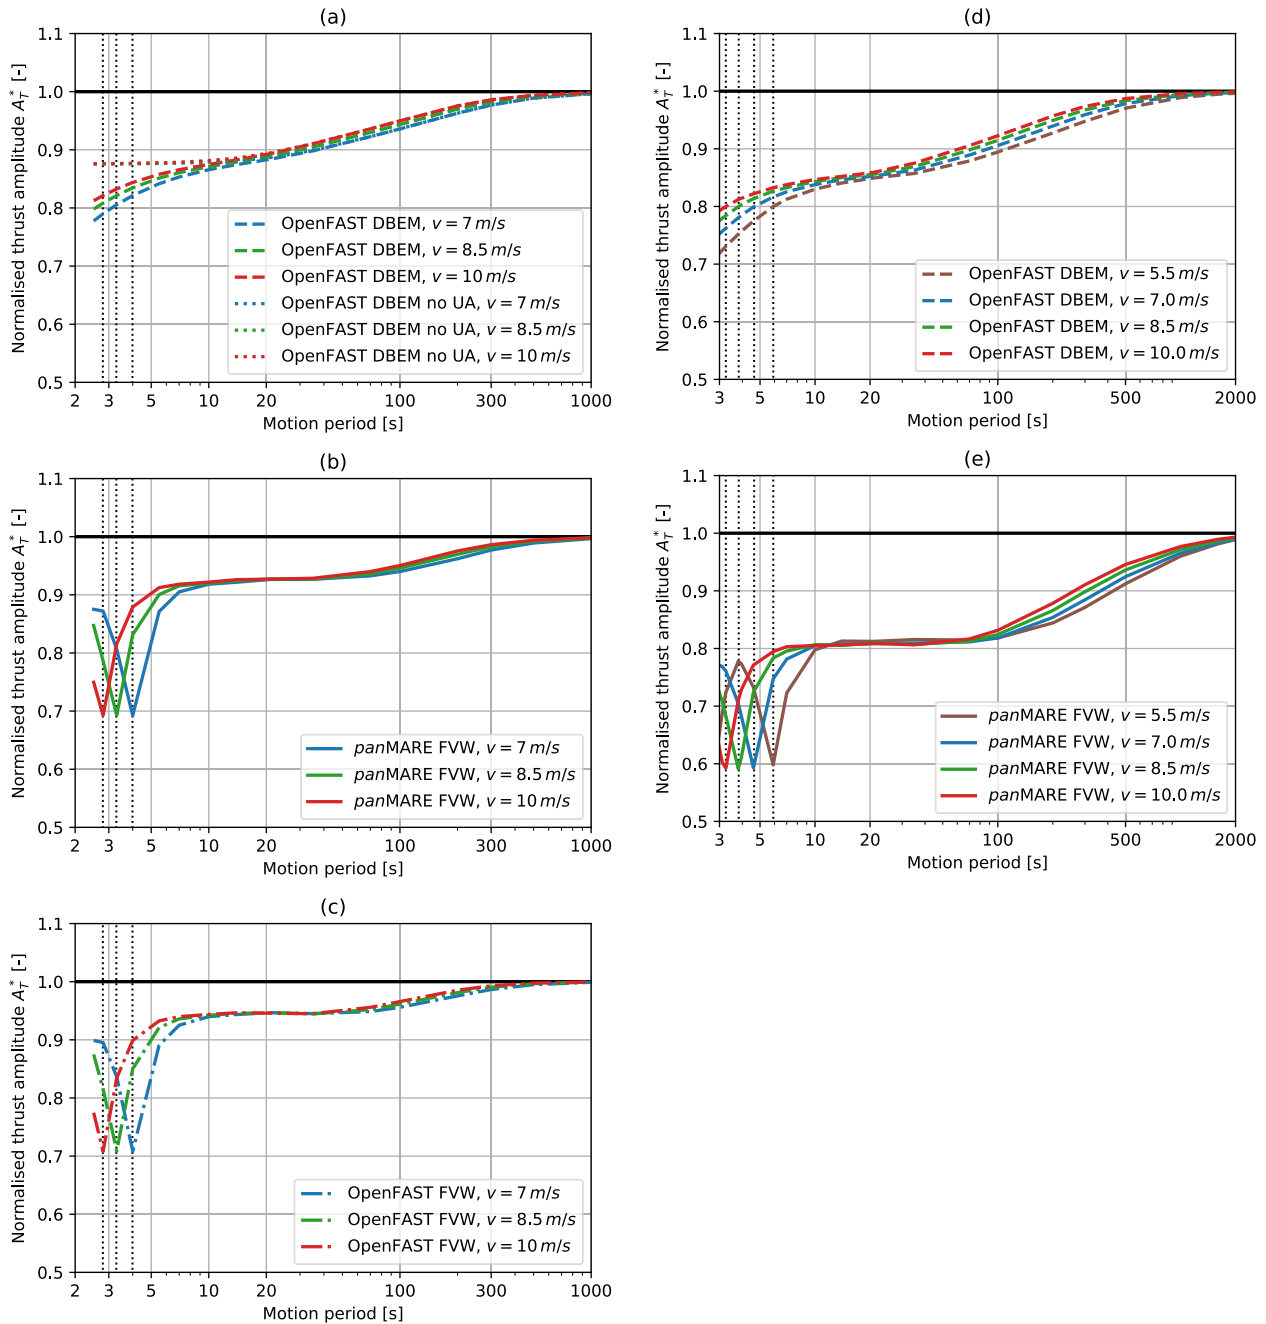 (a)
1.1
1.0
0.9
0.8
0.7
0.6
0.5
Normalised thrust amplitude A_T^* [-]
OpenFAST DBEM, v = 7 m/s
OpenFAST DBEM, v = 8.5 m/s
OpenFAST DBEM, v = 10 m/s
OpenFAST DBEM no UA, v = 7 m/s
OpenFAST DBEM no UA, v = 8.5 m/s
OpenFAST DBEM no UA, v = 10 m/s
2 3 5 10 20 100 300 1000
Motion period [s]
(d)
1.1
1.0
0.9
0.8
0.7
0.6
0.5
Normalised thrust amplitude A_T^* [-]
OpenFAST DBEM, v = 5.5 m/s
OpenFAST DBEM, v = 7.0 m/s
OpenFAST DBEM, v = 8.5 m/s
OpenFAST DBEM, v = 10.0 m/s
3 5 10 20 100 500 2000
Motion period [s]
(b)
1.1
1.0
0.9
0.8
0.7
0.6
0.5
Normalised thrust amplitude A_T^* [-]
panMARE FVW, v = 7 m/s
panMARE FVW, v = 8.5 m/s
panMARE FVW, v = 10 m/s
2 3 5 10 20 100 300 1000
Motion period [s]
(e)
1.1
1.0
0.9
0.8
0.7
0.6
0.5
Normalised thrust amplitude A_T^* [-]
panMARE FVW, v = 5.5 m/s
panMARE FVW, v = 7.0 m/s
panMARE FVW, v = 8.5 m/s
panMARE FVW, v = 10.0 m/s
3 5 10 20 100 500 2000
Motion period [s]
(c)
1.1
1.0
0.9
0.8
0.7
0.6
0.5
Normalised thrust amplitude A_T^* [-]
OpenFAST FVW, v = 7 m/s
OpenFAST FVW, v = 8.5 m/s
OpenFAST FVW, v = 10 m/s
2 3 5 10 20 100 300 1000
Motion period [s]